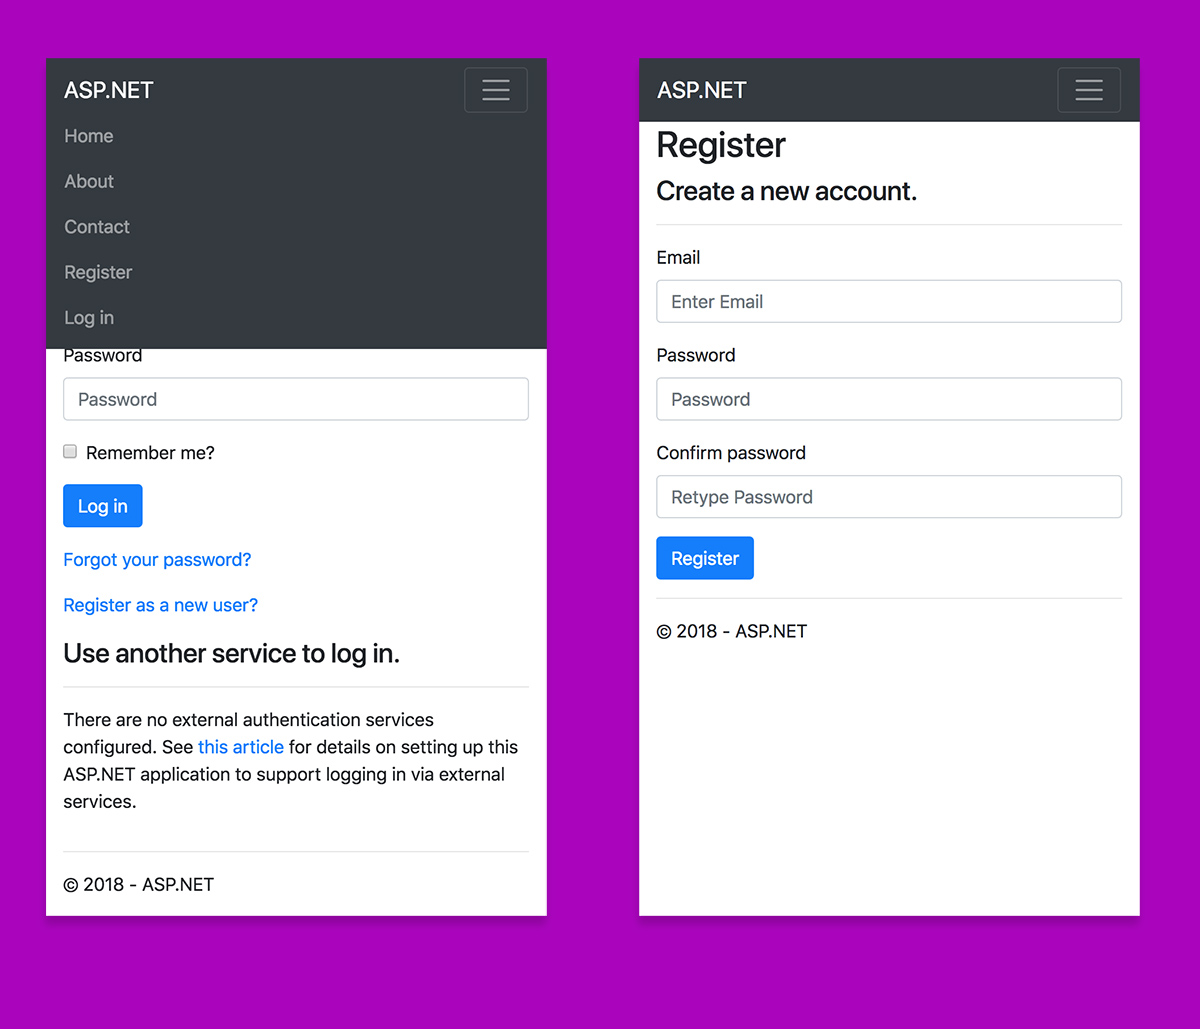 ASP.NET
Home
About
Contact
Register
Log in
Password
Password
Remember me?
Log in
Forgot your password?
Register as a new user?
Use another service to log in.
There are no external authentication services
configured. See this article for details on setting up this
ASP.NET application to support logging in via external
services.
© 2018 - ASP.NET
ASP.NET
Register
Create a new account.
Email
Enter Email
Password
Password
Confirm password
Retype Password
Register
© 2018 - ASP.NET